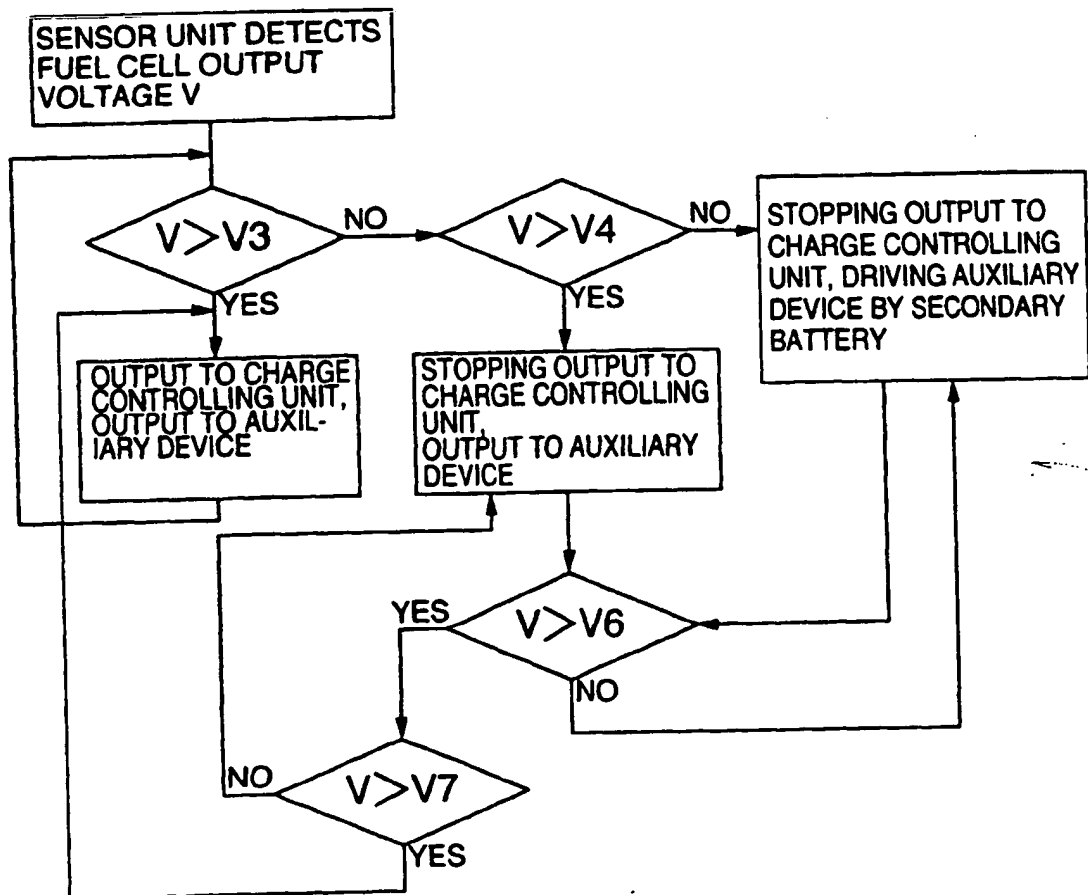 SENSOR UNIT DETECTS
FUEL CELL OUTPUT
VOLTAGE V
V>V3
NO
V>V4
NO
STOPPING OUTPUT TO
CHARGE CONTROLLING
UNIT, DRIVING AUXILIARY
DEVICE BY SECONDARY
BATTERY
YES
YES
OUTPUT TO CHARGE
CONTROLLING UNIT,
OUTPUT TO AUXIL-
IARY DEVICE
STOPPING OUTPUT TO
CHARGE CONTROLLING
UNIT,
OUTPUT TO AUXILIARY
DEVICE
YES
V>V6
NO
NO
V>V7
YES